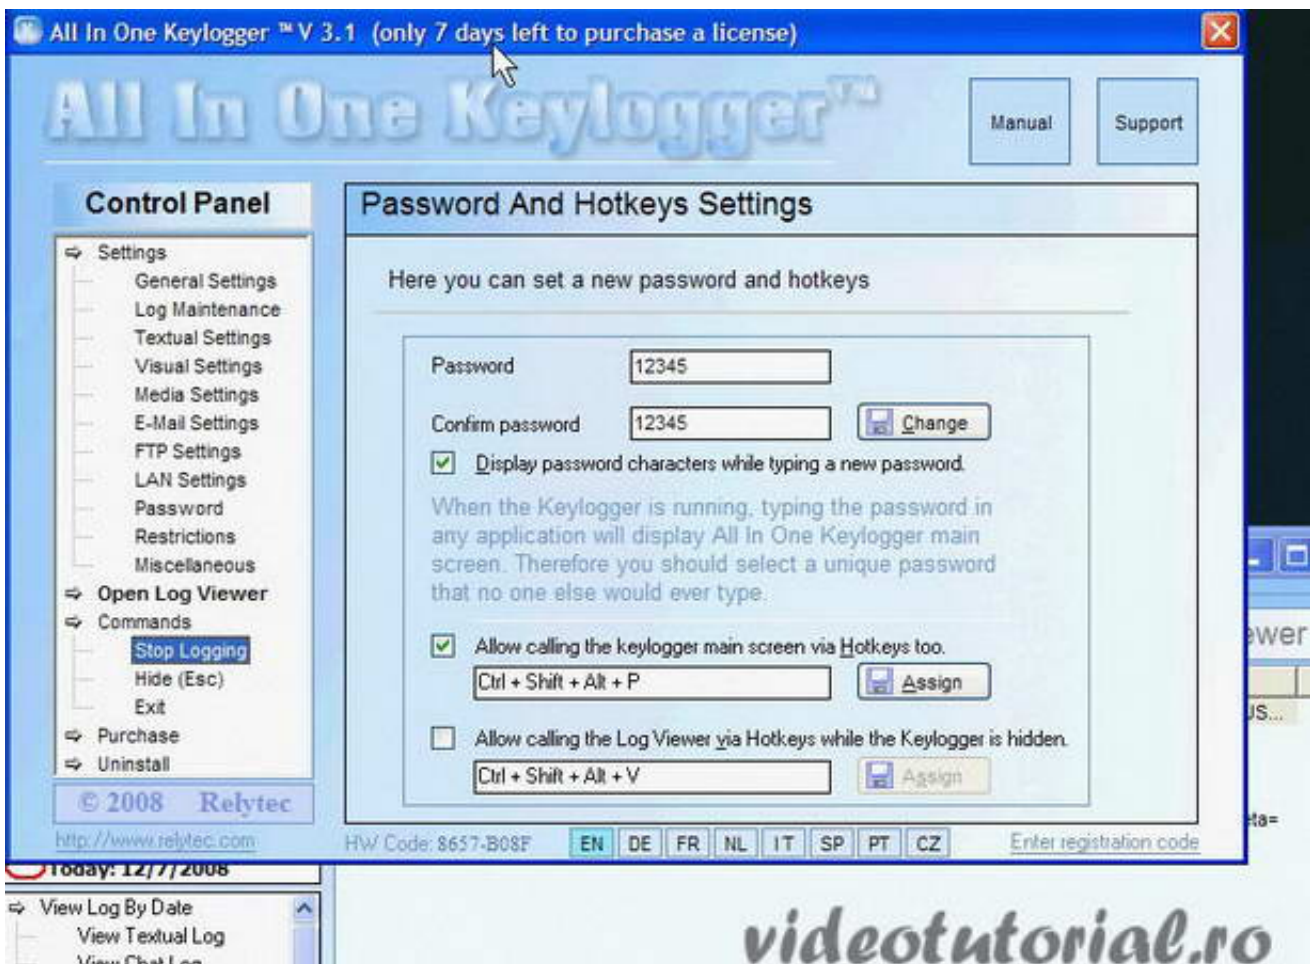 All In One Keylogger ™ V 3.1 (only 7 days left to purchase a license)
All In One Keylogger™
Manual
Support
Control Panel
Settings
General Settings
Log Maintenance
Textual Settings
Visual Settings
Media Settings
E-Mail Settings
FTP Settings
LAN Settings
Password
Restrictions
Miscellaneous
Open Log Viewer
Commands
Stop Logging
Hide (Esc)
Exit
Purchase
Uninstall
© 2008 Relytec
http://www.relytec.com
Password And Hotkeys Settings
Here you can set a new password and hotkeys
Password 12345
Confirm password 12345 Change
Display password characters while typing a new password.
When the Keylogger is running, typing the password in
any application will display All In One Keylogger main
screen. Therefore you should select a unique password
that no one else would ever type.
Allow calling the keylogger main screen via Hotkeys too.
Ctrl + Shift + Alt + P Assign
Allow calling the Log Viewer via Hotkeys while the Keylogger is hidden.
Ctrl + Shift + Alt + V Assign
HW Code: 8657-B08F EN DE FR NL IT SP PT CZ Enter registration code
Today: 12/7/2008
View Log By Date
View Textual Log
View Chat Log
videotutorial.ro